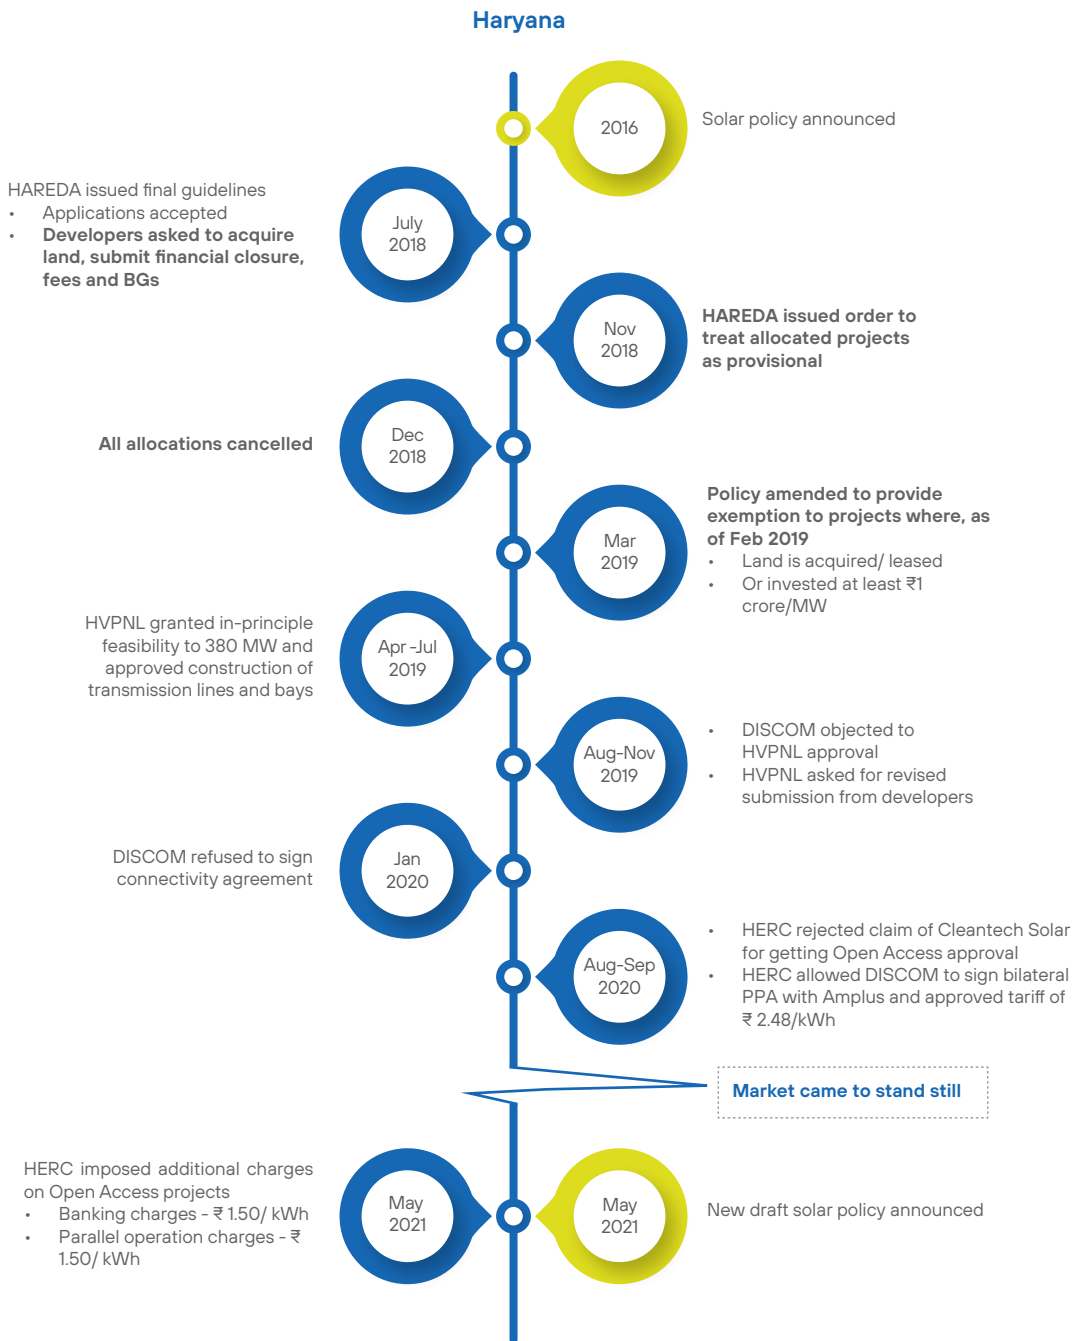 Haryana
2016
Solar policy announced
HAREDA issued final guidelines
• Applications accepted
• Developers asked to acquire
land, submit financial closure,
fees and BGs
July
2018
Nov
2018
HAREDA issued order to
treat allocated projects
as provisional
All allocations cancelled
Dec
2018
Mar
2019
Policy amended to provide
exemption to projects where, as
of Feb 2019
• Land is acquired/ leased
• Or invested at least ₹1
crore/MW
HVPNL granted in-principle
feasibility to 380 MW and
approved construction of
transmission lines and bays
Apr -Jul
2019
Aug-Nov
2019
• DISCOM objected to
HVPNL approval
• HVPNL asked for revised
submission from developers
DISCOM refused to sign
connectivity agreement
Jan
2020
Aug-Sep
2020
• HERC rejected claim of Cleantech Solar
for getting Open Access approval
• HERC allowed DISCOM to sign bilateral
PPA with Amplus and approved tariff of
₹ 2.48/kWh
Market came to stand still
HERC imposed additional charges
on Open Access projects
• Banking charges - ₹ 1.50/ kWh
• Parallel operation charges - ₹
1.50/ kWh
May
2021
May
2021
New draft solar policy announced